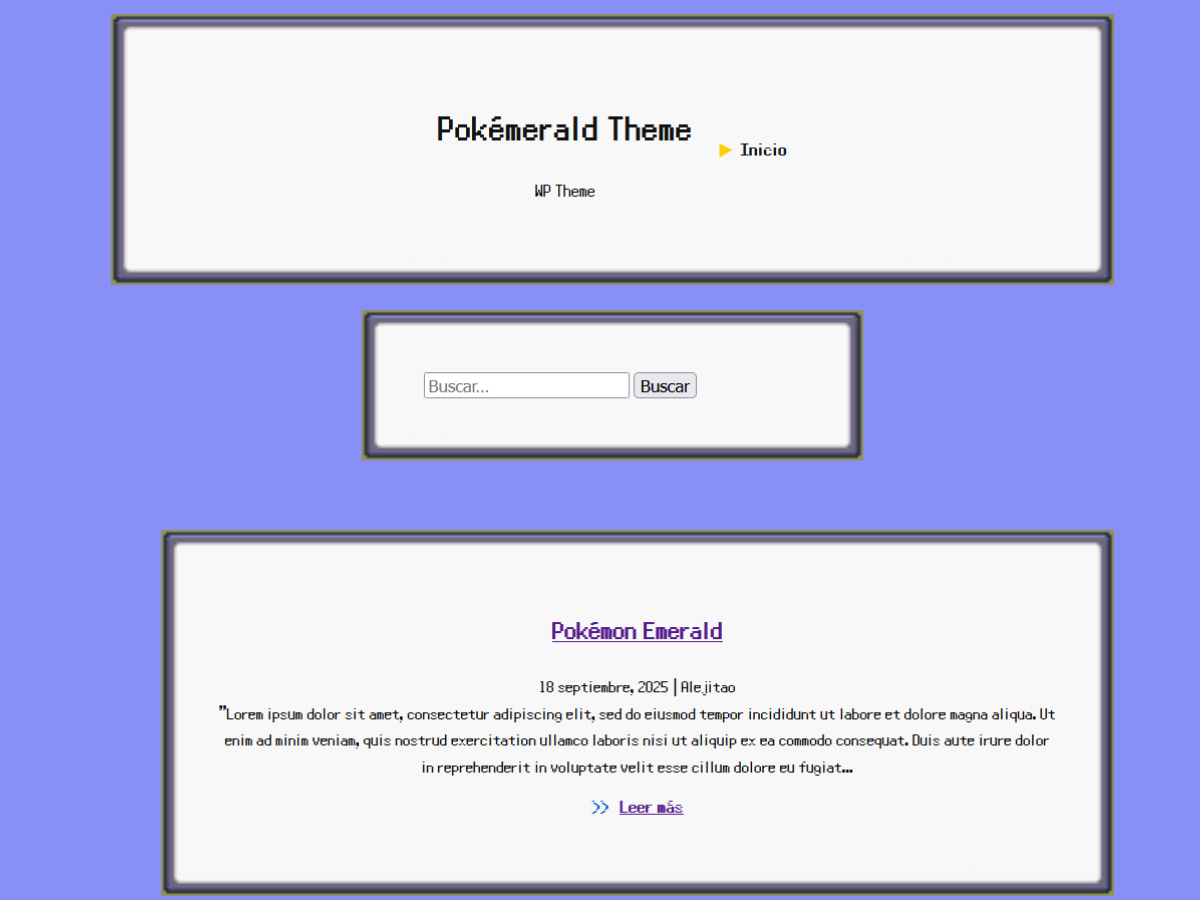 Pokémerald Theme
▶ Inicio
WP Theme
Buscar... Buscar
Pokémon Emerald
18 septiembre, 2025 | Alejitao
"Lorem ipsum dolor sit amet, consectetur adipiscing elit, sed do eiusmod tempor incididunt ut labore et dolore magna aliqua. Ut
enim ad minim veniam, quis nostrud exercitation ullamco laboris nisi ut aliquip ex ea commodo consequat. Duis aute irure dolor
in reprehenderit in voluptate velit esse cillum dolore eu fugiat...
>> Leer más